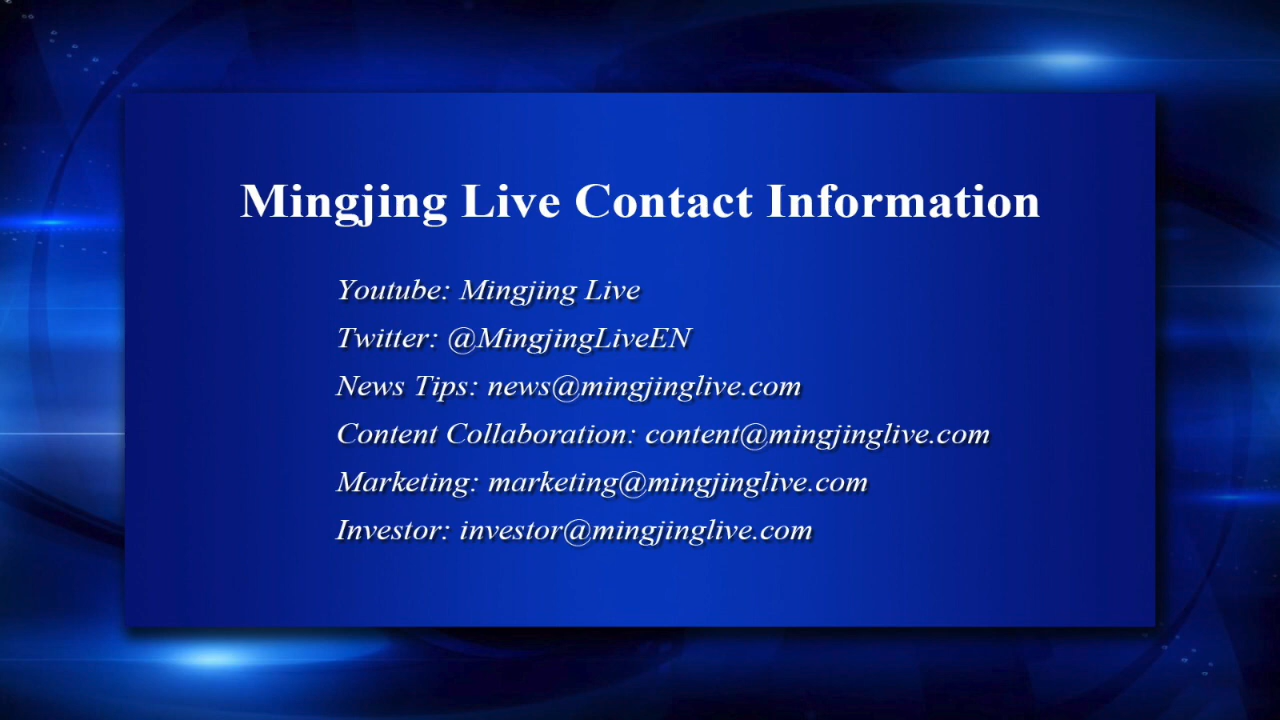 Mingjing Live Contact Information
Youtube: Mingjing Live
Twitter: @MingjingLiveEN
News Tips: news@mingjinglive.com
Content Collaboration: content@mingjinglive.com
Marketing: marketing@mingjinglive.com
Investor: investor@mingjinglive.com